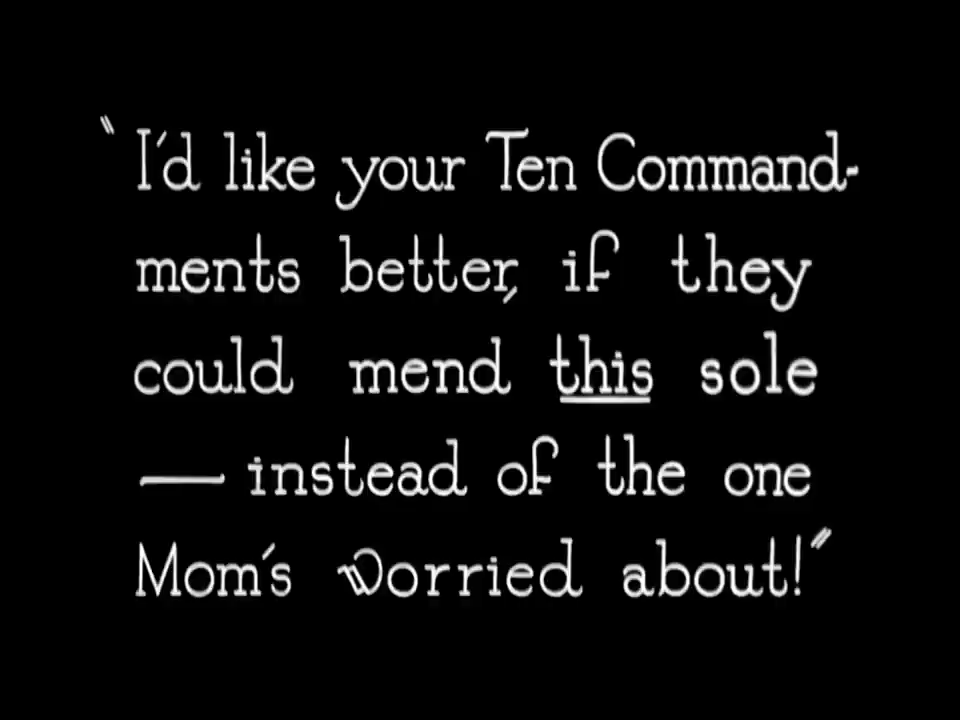 "I'd like your Ten Command-
ments better, if they
could mend this sole
— instead of the one
Mom's worried about!"